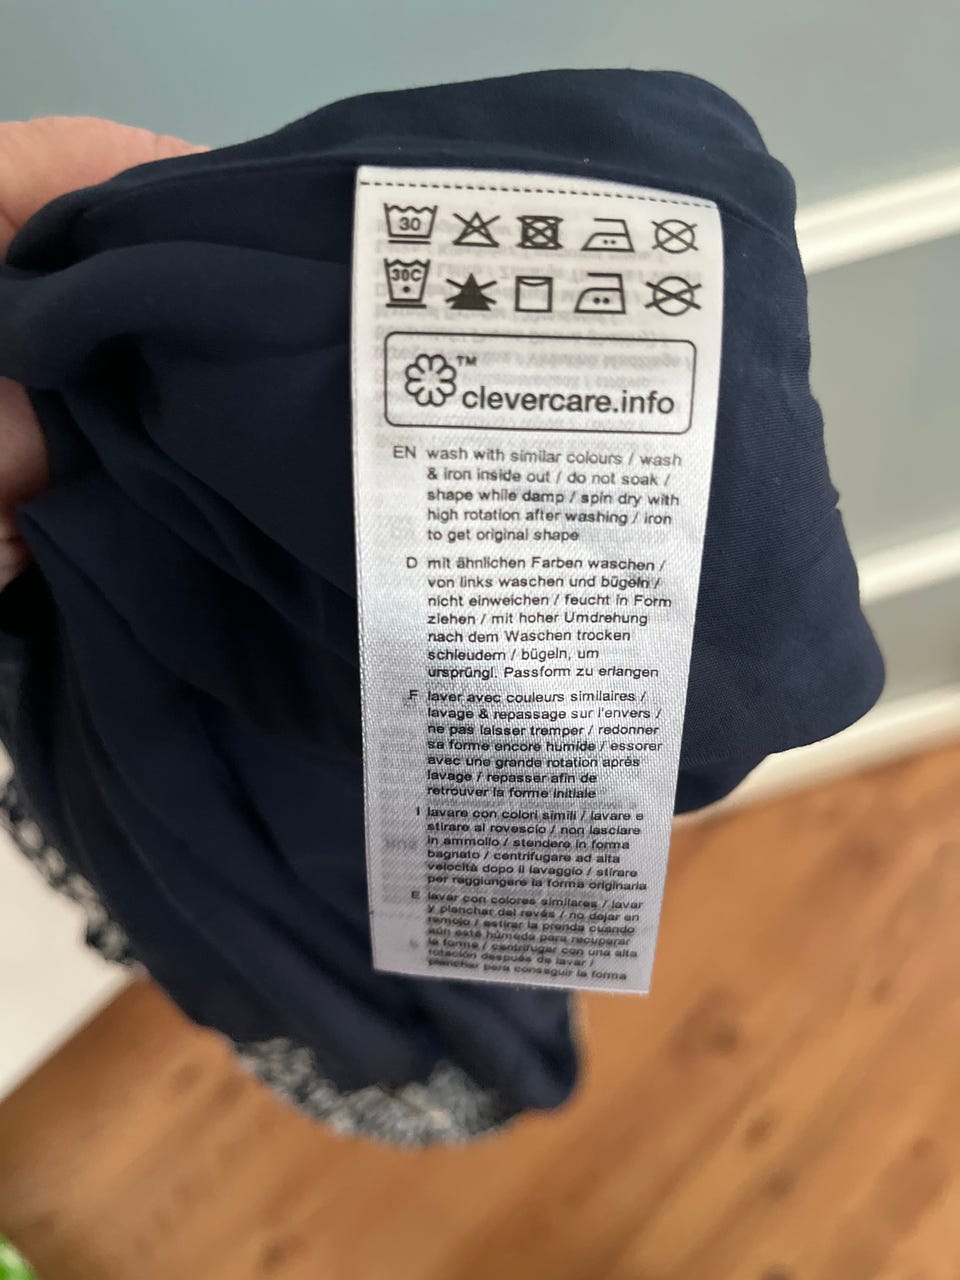 30
30C
™
clevercare.info
EN wash with similar colours / wash
& iron inside out / do not soak /
shape while damp / spin dry with
high rotation after washing / iron
to get original shape
D mit ähnlichen Farben waschen /
von links waschen und bügeln /
nicht einweichen / feucht in Form
ziehen / mit hoher Umdrehung
nach dem Waschen trocken
schleudern / bügeln, um
ursprüngl. Passform zu erlangen
F laver avec couleurs similaires /
lavage & repassage sur l'envers /
ne pas laisser tremper / redonner
sa forme encore humide / essorer
avec une grande rotation après
lavage / repasser afin de
retrouver la forme initiale
I lavare con colori simili / lavare e
stirare al rovescio / non lasciare
in ammollo / stendere in forma
bagnato / centrifugare ad alta
velocità dopo il lavaggio / stirare
per raggiungere la forma originaria
E lavar con colores similares / lavar
y planchar del revés / no dejar en
remojo / estirar la prenda cuando
aún esté húmeda para recuperar
la forma / centrifugar con una alta
rotación después de lavar /
planchar para conseguir la forma